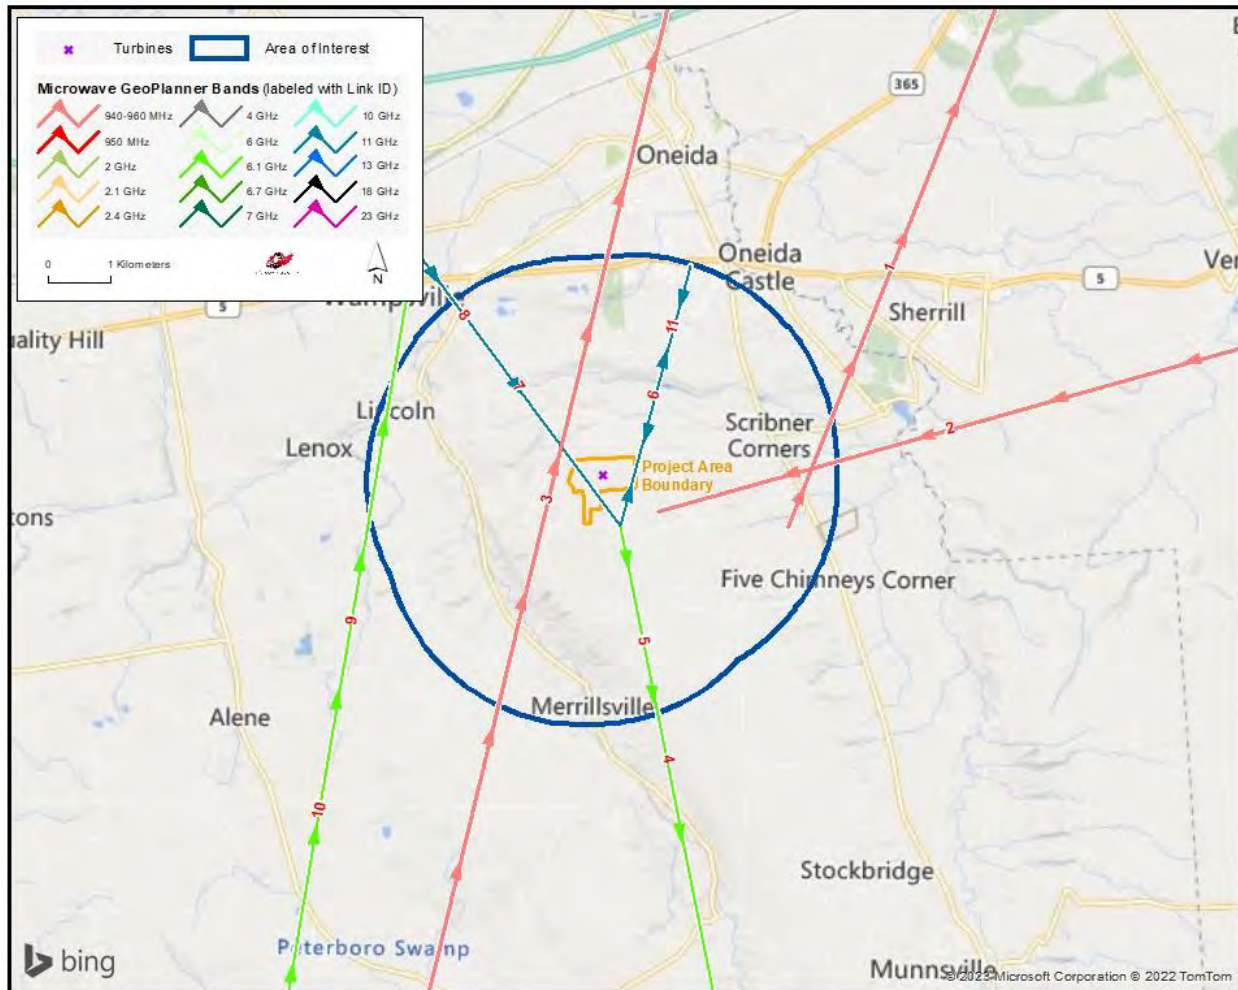 Turbines
Area of Interest
Microwave GeoPlanner Bands (labeled with Link ID)
940-960 MHz
4 GHz
10 GHz
950 MHz
6 GHz
11 GHz
2 GHz
6.1 GHz
13 GHz
2.1 GHz
6.7 GHz
18 GHz
2.4 GHz
7 GHz
23 GHz
0
1 Kilometers
N
365
Oneida
Oneida
Castle
5
Ver
1
5
Sherrill
uality Hill
8
11
7
6
Lincoln
Lenox
Scribner
Corners
2
Project Area
Boundary
3
ons
Five Chimneys Corner
9
5
Merrillsville
Alene
4
10
Stockbridge
Peterboro Swamp
bing
Munnsville
© 2023 Microsoft Corporation © 2022 TomTom